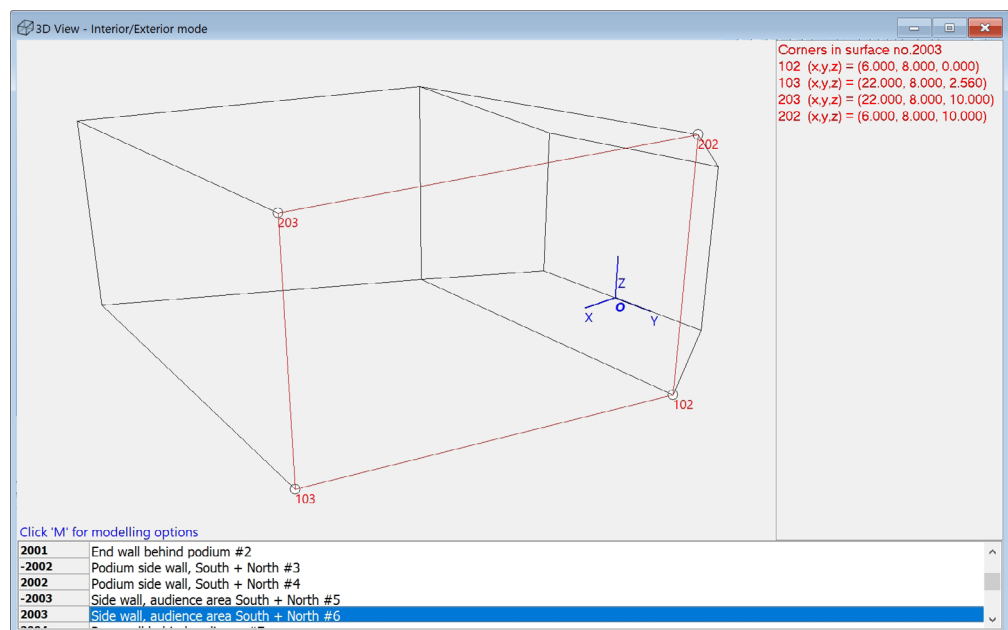 3D View - Interior/Exterior mode
Corners in surface no.2003
102 (x,y,z) = (6.000, 8.000, 0.000)
103 (x,y,z) = (22.000, 8.000, 2.560)
203 (x,y,z) = (22.000, 8.000, 10.000)
202 (x,y,z) = (6.000, 8.000, 10.000)
202
203
Z
X
O
Y
102
103
Click 'M' for modelling options
2001 End wall behind podium #2
-2002 Podium side wall, South + North #3
2002 Podium side wall, South + North #4
-2003 Side wall, audience area South + North #5
2003 Side wall, audience area South + North #6